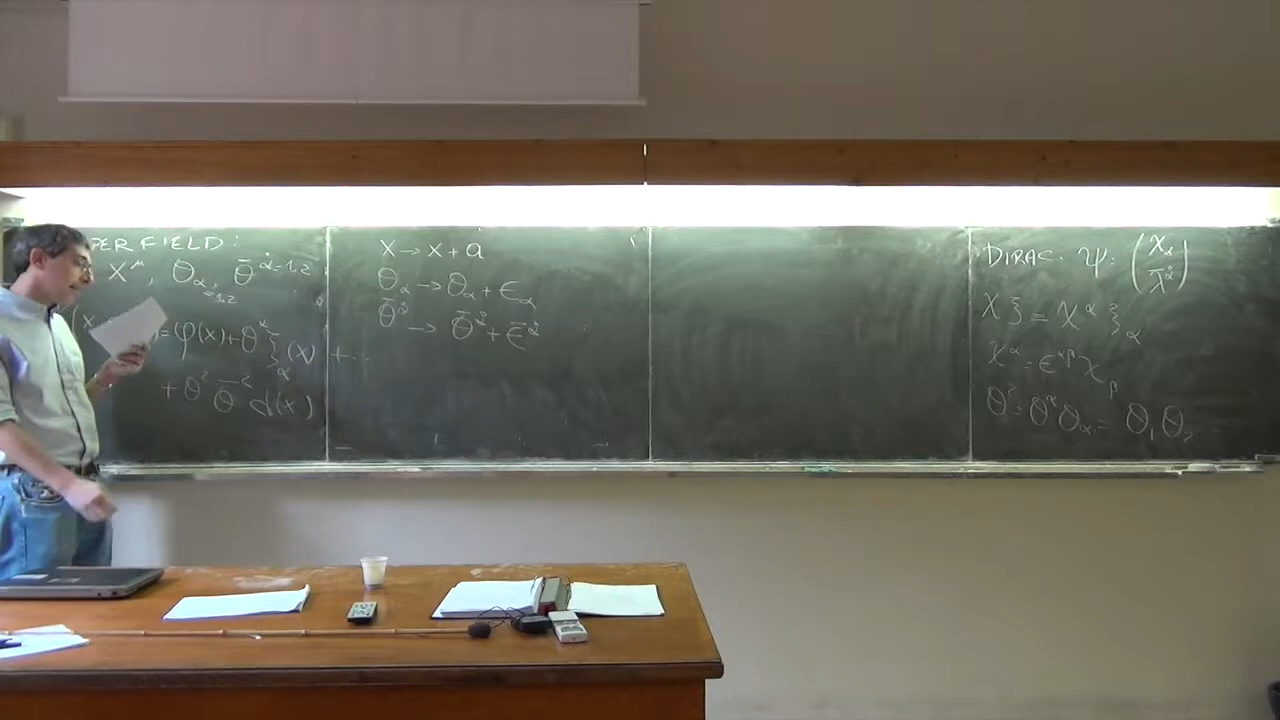 PERFIELD:
X^μ, θ_α =1,2, θ̄^α̇=1,2
(x )=φ(x)+θ^α ξ_α(x) + ...
+ θ² θ̄² d(x)
x → x + a
θ_α → θ_α + ε_α
θ̄^α̇ → θ̄^α̇ + ε̄^α̇
DIRAC. ψ: (χ_α / λ̄^α̇)
χ ξ = χ^α ξ_α
χ^α = ε^αβ χ_β
θ² = θ^α θ_α = θ_1 θ_2